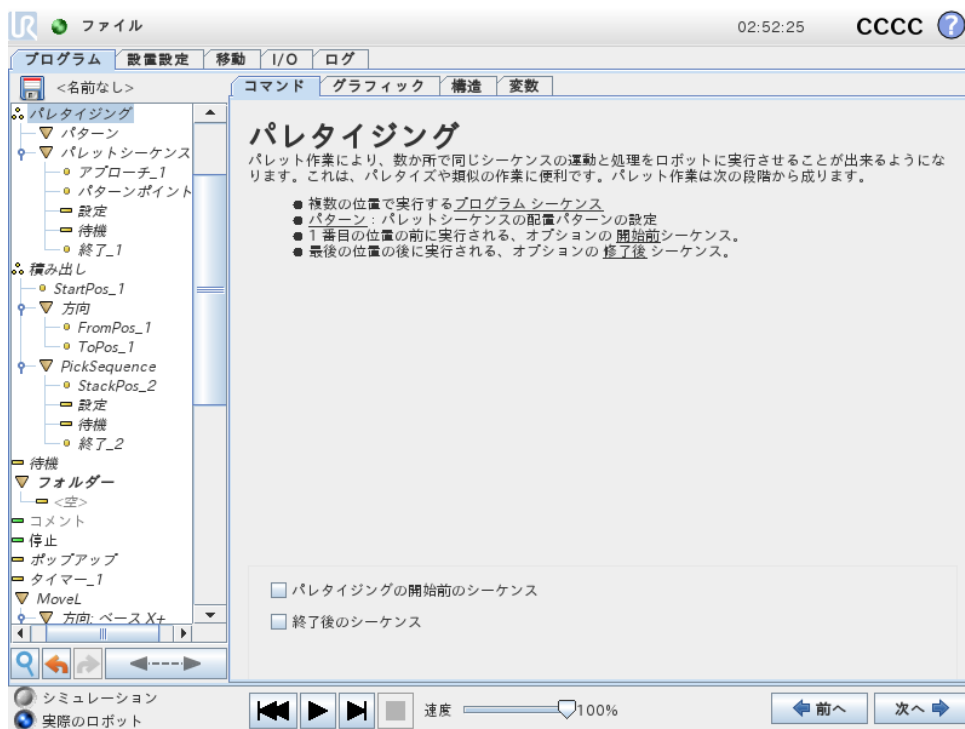 UR ファイル 02:52:25 CCCC ?
プログラム 設置設定 移動 I/O ログ
<名前なし>
コマンド グラフィック 構造 変数
パレタイジング
パターン
パレットシーケンス
アプローチ_1
パターンポイント
設定
待機
終了_1
積み出し
StartPos_1
方向
FromPos_1
ToPos_1
PickSequence
StackPos_2
設定
待機
終了_2
待機
フォルダー
<空>
コメント
停止
ポップアップ
タイマー_1
MoveL
方向: ベース X+
パレタイジング
パレット作業により、数か所で同じシーケンスの運動と処理をロボットに実行させることが出来るようにな
ります。これは、パレタイズや類似の作業に便利です。パレット作業は次の段階から成ります。
● 複数の位置で実行するプログラム シーケンス
● パターン : パレットシーケンスの配置パターンの設定
● 1 番目の位置の前に実行される、オプションの 開始前シーケンス。
● 最後の位置の後に実行される、オプションの 修了後 シーケンス。
パレタイジングの開始前のシーケンス
終了後のシーケンス
シミュレーション
実際のロボット
速度 100%
前へ 次へ